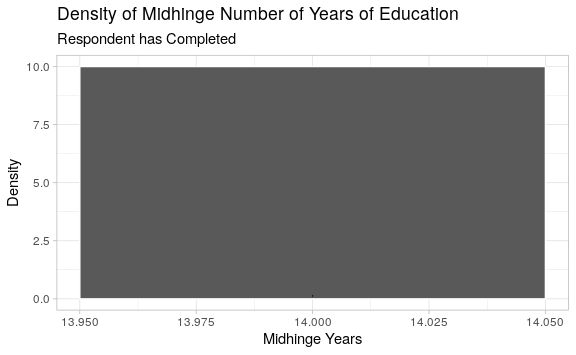 Density of Midhinge Number of Years of Education
Respondent has Completed
Density
10.0
7.5
5.0
2.5
0.0
13.950 13.975 14.000 14.025 14.050
Midhinge Years